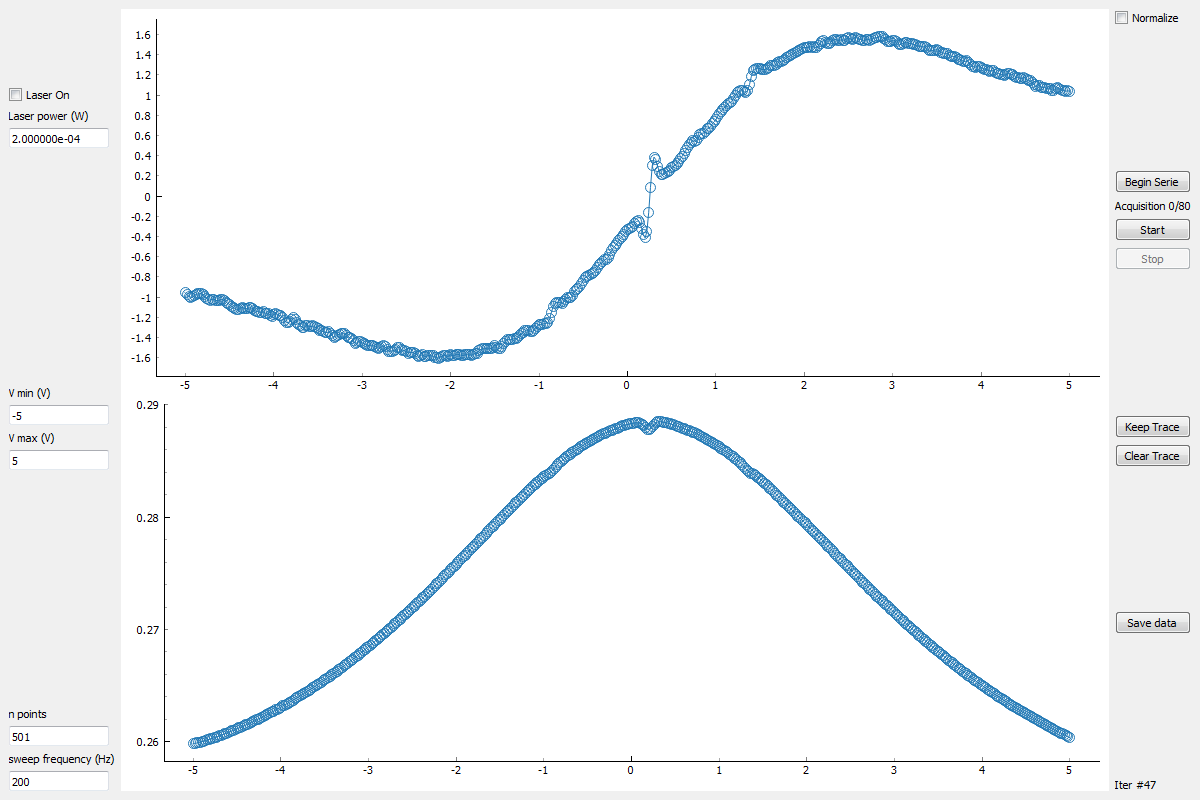 Normalize
Laser On
Laser power (W)
2.000000e-04
1.6
1.4
1.2
1
0.8
0.6
0.4
0.2
0
-0.2
-0.4
-0.6
-0.8
-1
-1.2
-1.4
-1.6
-5 -4 -3 -2 -1 0 1 2 3 4 5
Begin Serie
Acquisition 0/80
Start
Stop
V min (V)
-5
V max (V)
5
0.29
0.28
0.27
0.26
-5 -4 -3 -2 -1 0 1 2 3 4 5
Keep Trace
Clear Trace
Save data
n points
501
sweep frequency (Hz)
200
Iter #47